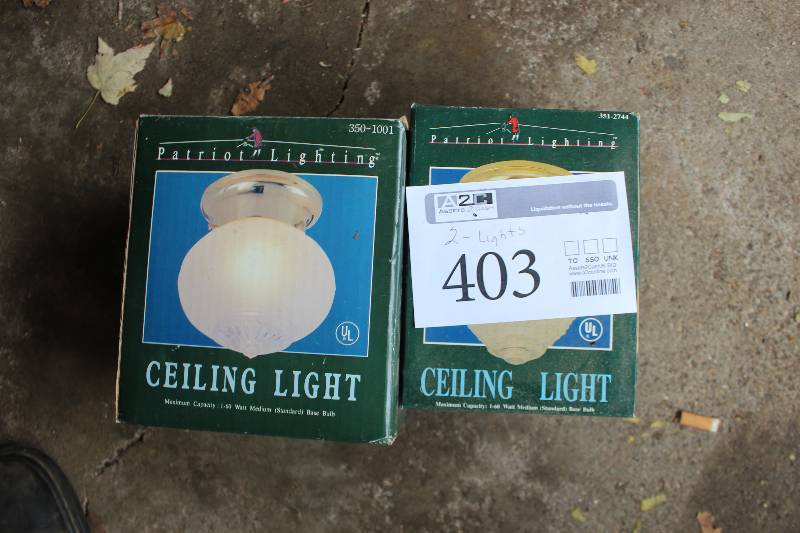 350-1001
Patriot Lighting
UL
CEILING LIGHT
Maximum Capacity: 1-60 Watt Medium (Standard) Base Bulb
351-2744
Patriot Lighting
A2C
Liquidation without the hassle.
2-Lights
403
TO 550 UNK
UL
CEILING LIGHT
Maximum Capacity: 1-60 Watt Medium (Standard) Base Bulb